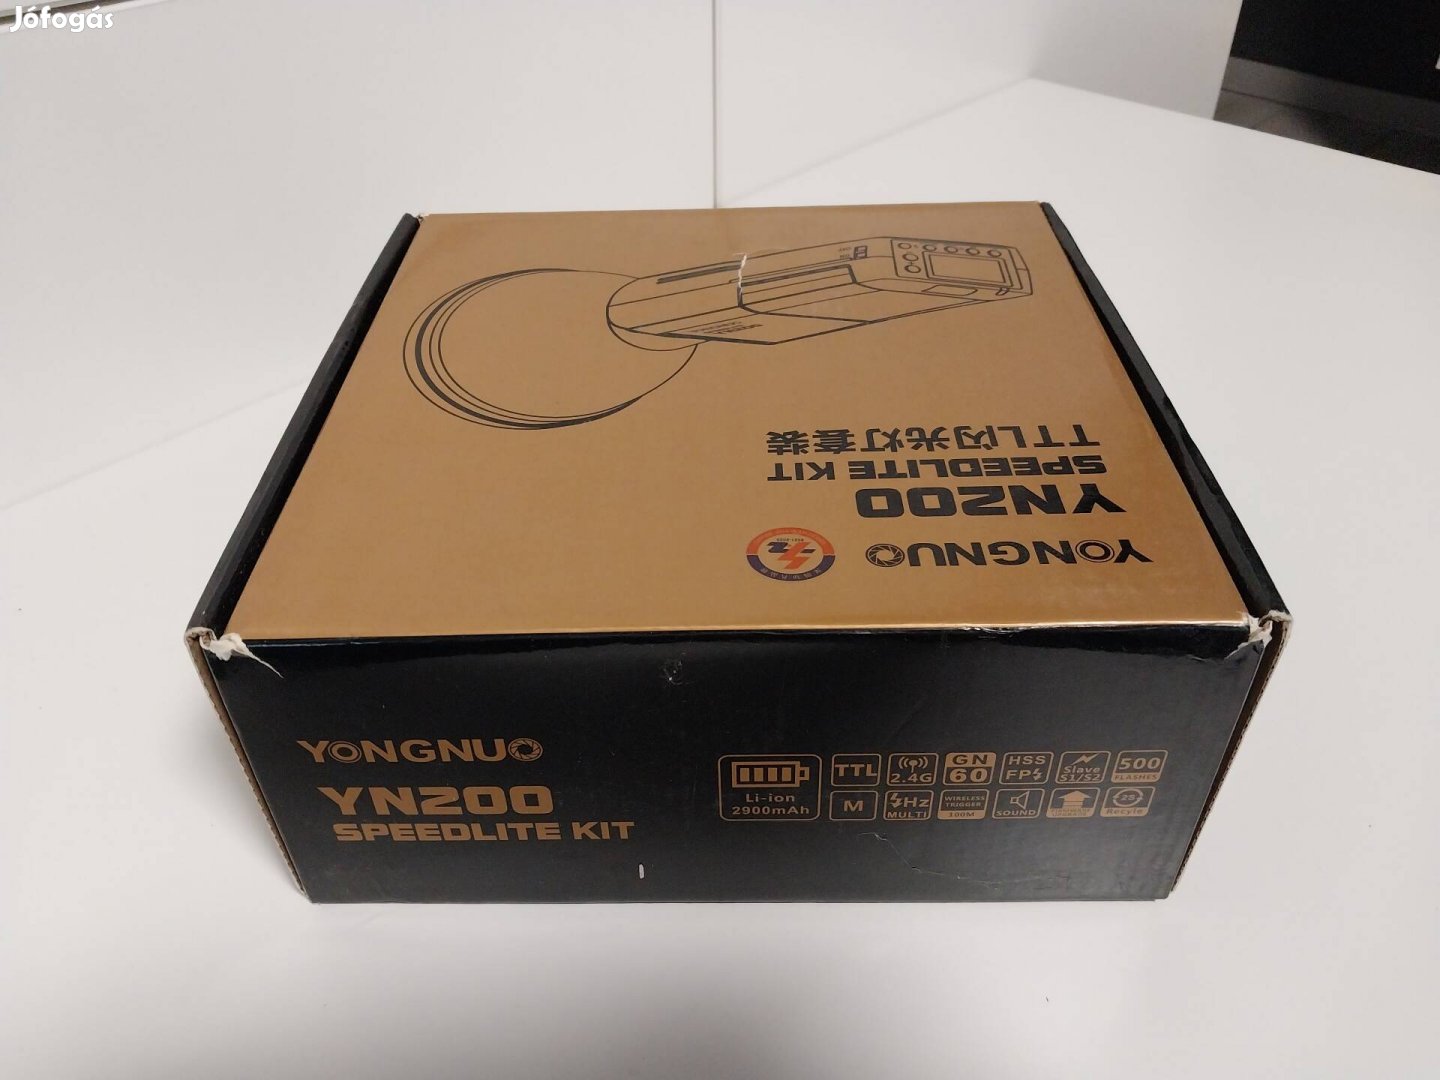 Jófogás
YONGNUO
YN200
SPEEDLITE KIT
TTL闪光灯套装
YONGNUO
YN200
SPEEDLITE KIT
Li-ion
2900mAh
TTL
2.4G
GN
60
HSS
FP
Slave
S1/S2
500
FLASHES
M
Hz
MULTI
WIRELESS
TRIGGER
100M
SOUND
UPGRADE
2S
Recyle